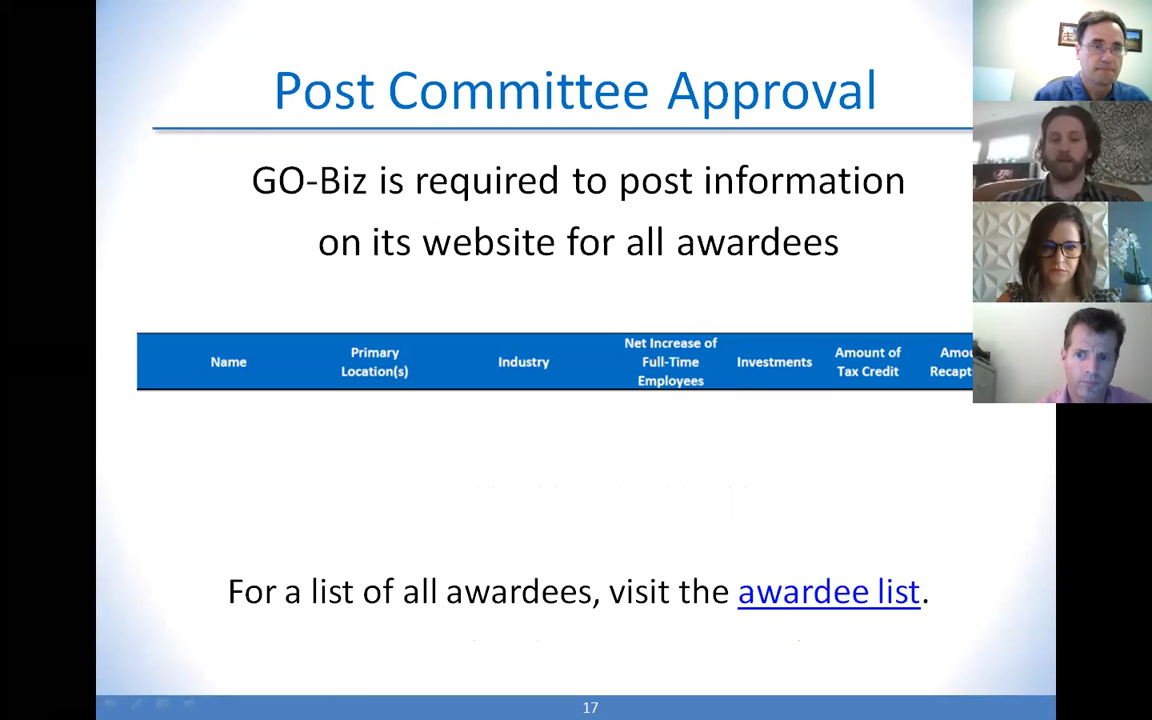 Post Committee Approval
GO-Biz is required to post information
on its website for all awardees
Name
Primary
Location(s)
Industry
Net Increase of
Full-Time
Employees
Investments
Amount of
Tax Credit
For a list of all awardees, visit the awardee list.
17